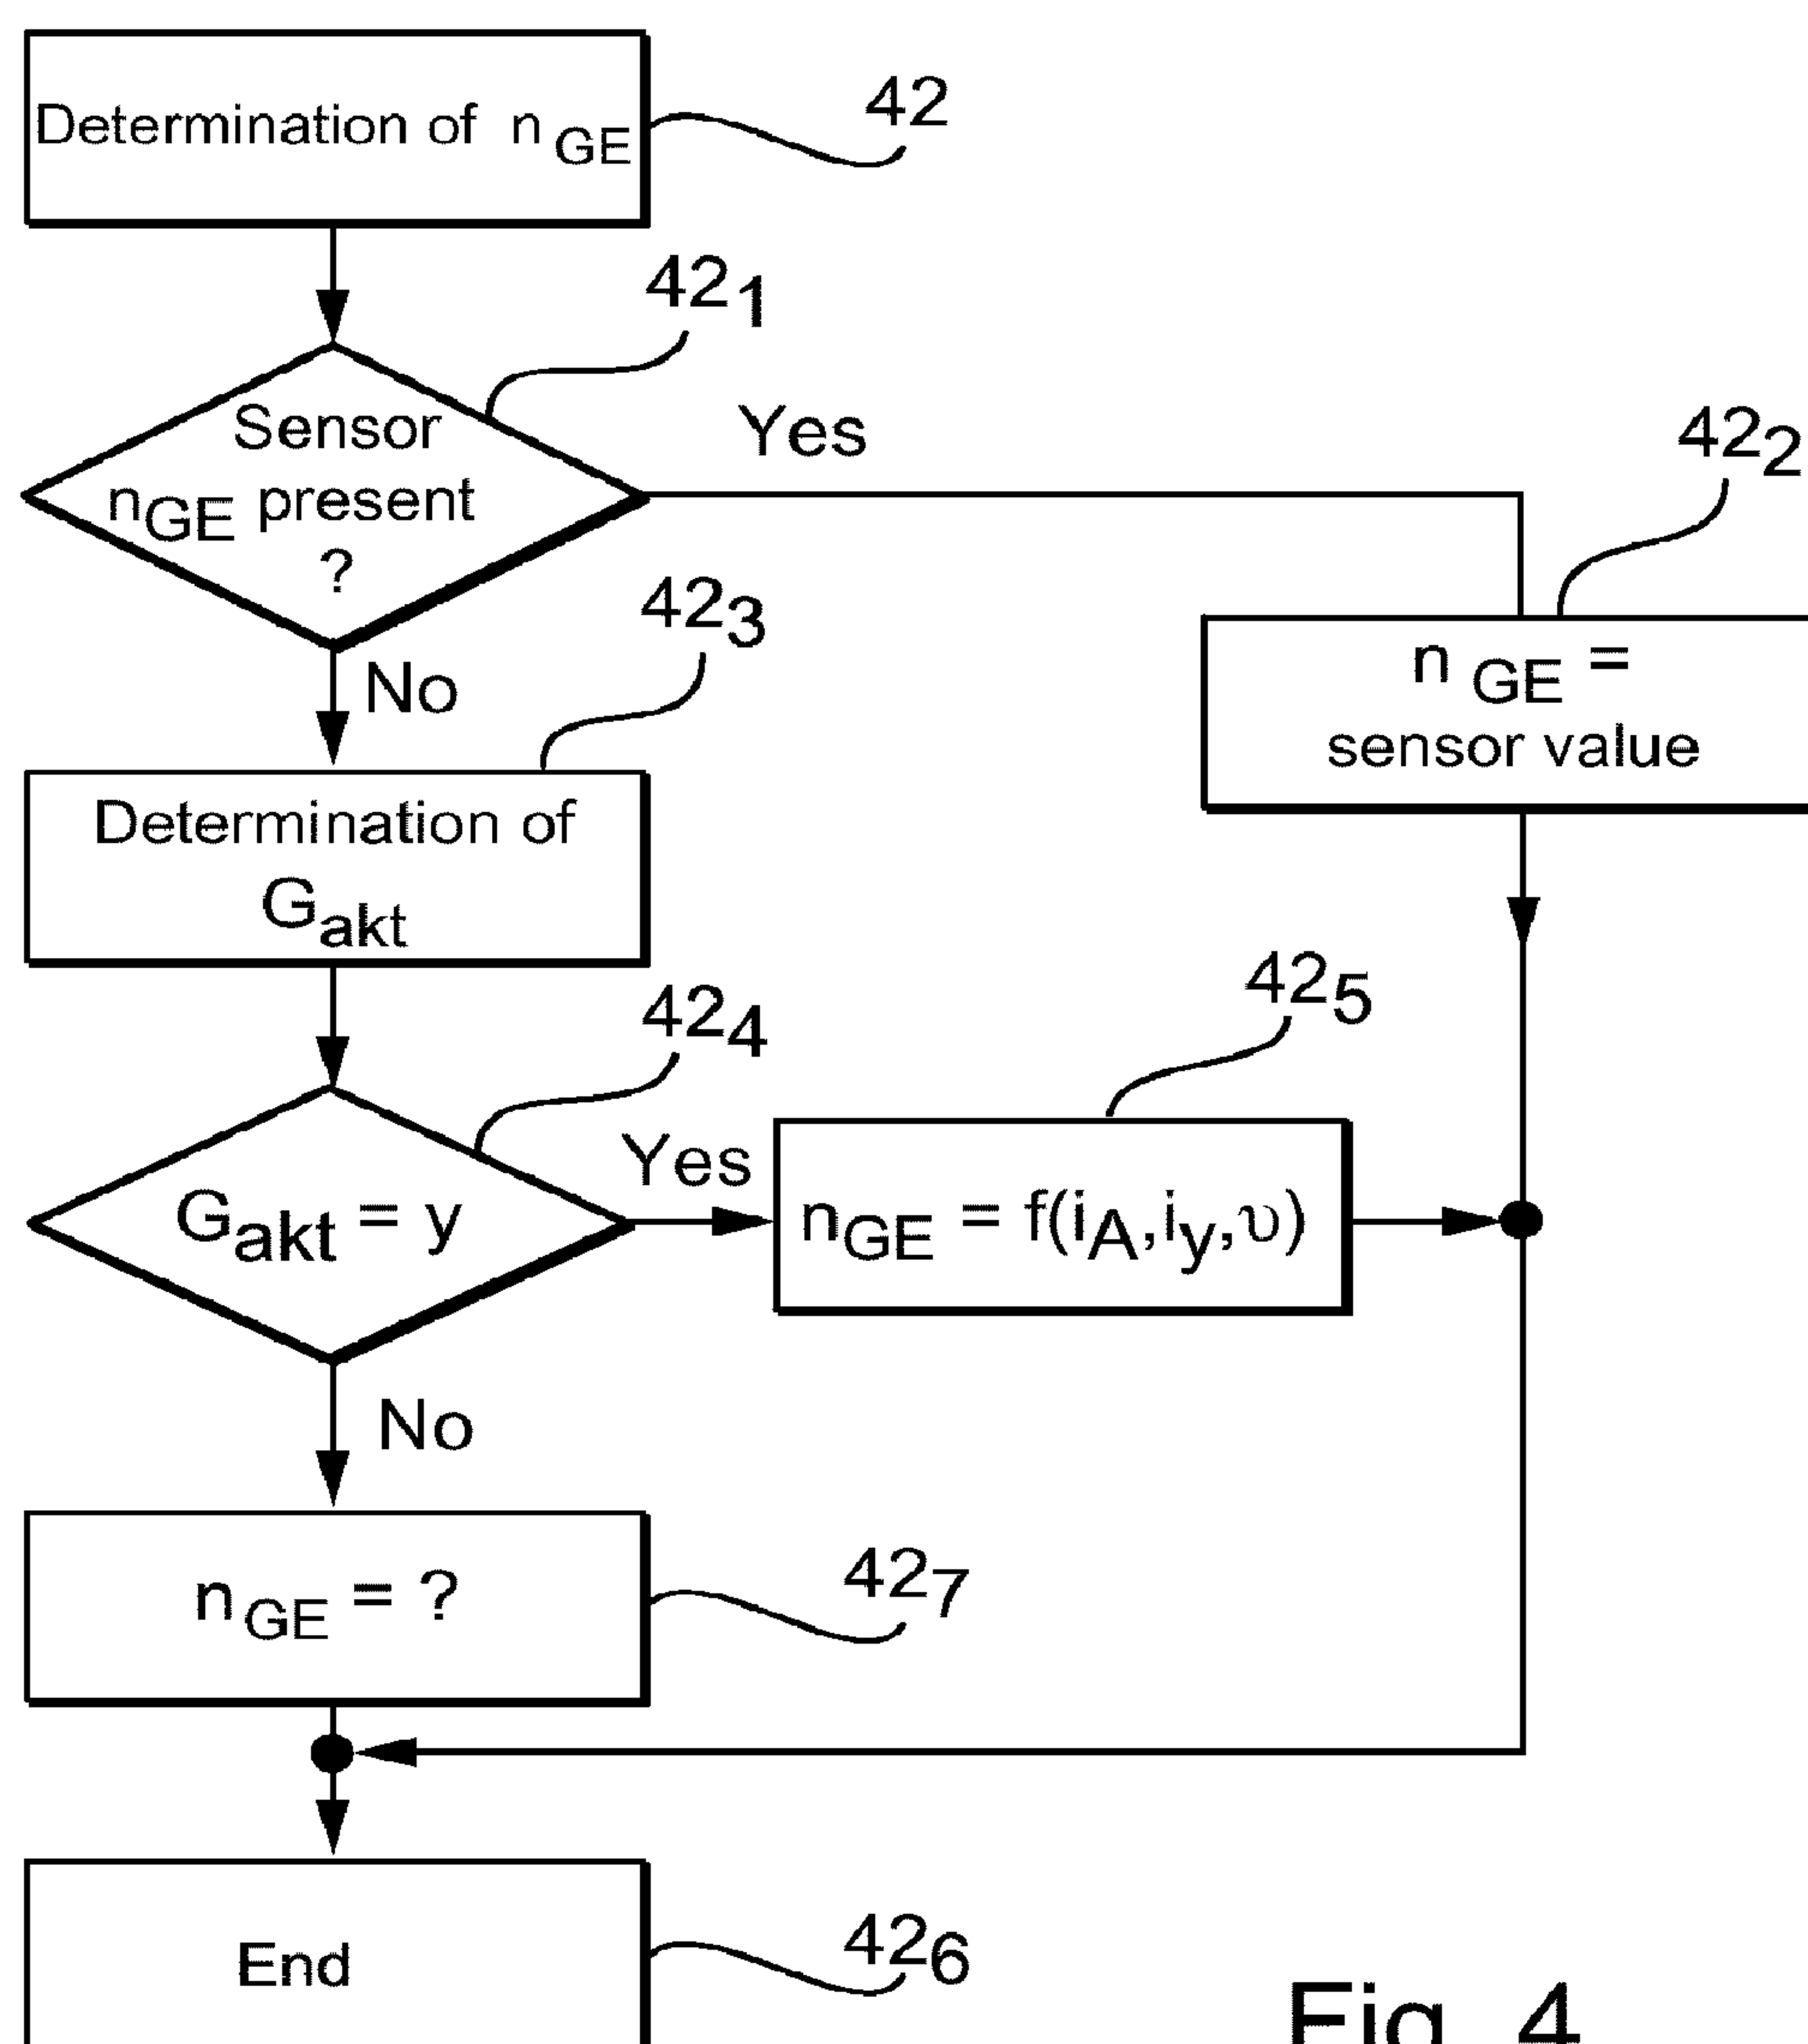 Determination of n GE
42
42 1
Sensor
nGE present
?
Yes
42 2
n GE =
sensor value
No
42 3
Determination of
Gakt
42 4
Gakt = y
Yes
42 5
nGE = f(iA,iy,υ)
No
n GE = ?
42 7
End
42 6
Fig. 4